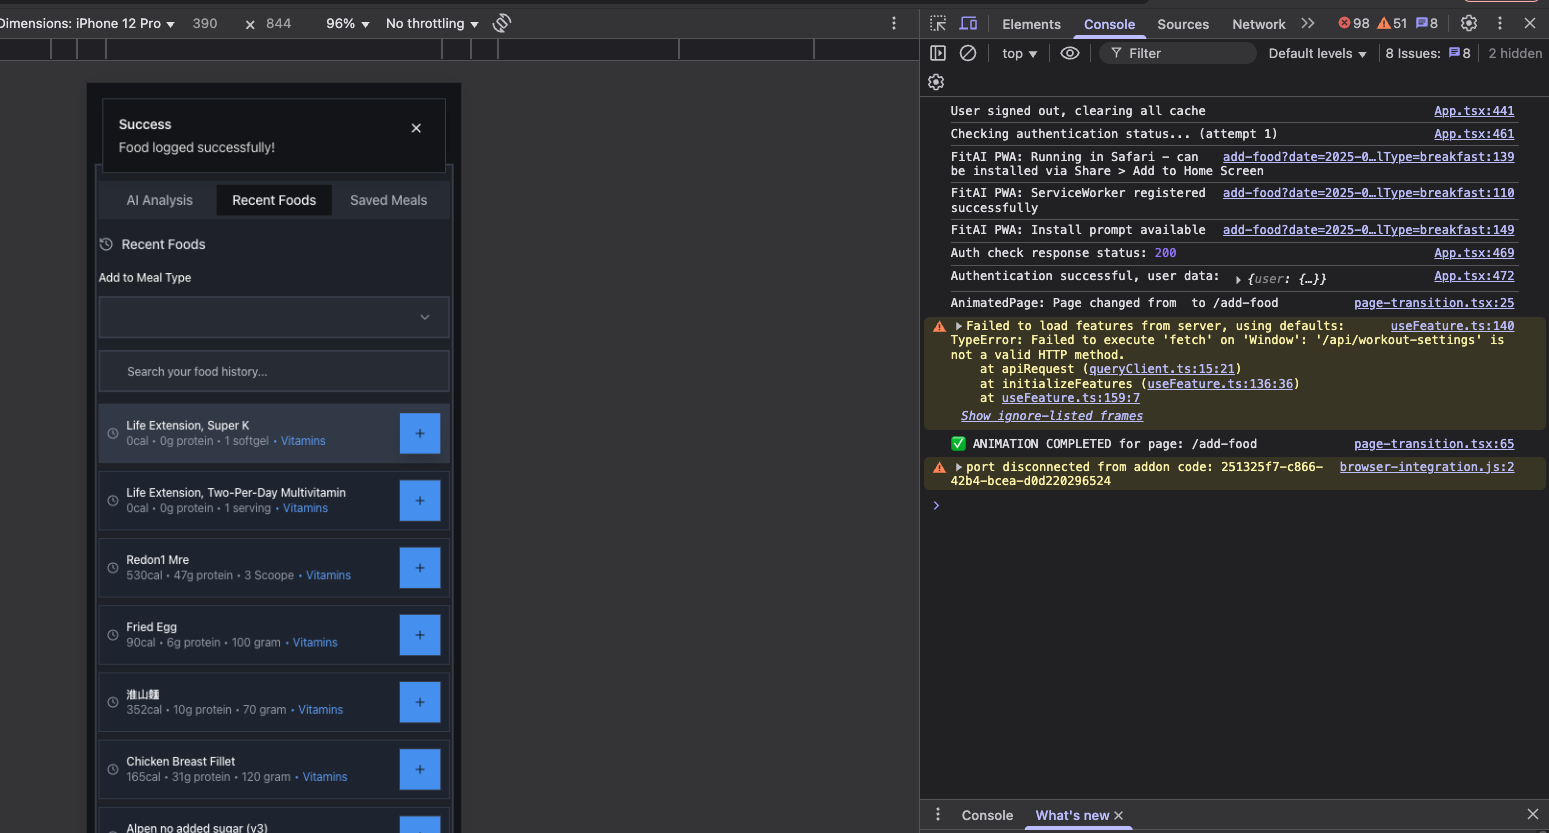 Dimensions: iPhone 12 Pro 390 x 844 96% No throttling
Success
Food logged successfully!
AI Analysis Recent Foods Saved Meals
Recent Foods
Add to Meal Type
Search your food history...
Life Extension, Super K
0cal • 0g protein • 1 softgel • Vitamins
Life Extension, Two-Per-Day Multivitamin
0cal • 0g protein • 1 serving • Vitamins
Redon1 Mre
530cal • 47g protein • 3 Scoope • Vitamins
Fried Egg
90cal • 6g protein • 100 gram • Vitamins
淮山麵
352cal • 10g protein • 70 gram • Vitamins
Chicken Breast Fillet
165cal • 31g protein • 120 gram • Vitamins
Alpen no added sugar (v3)
Elements Console Sources Network 98 51 8
top Filter Default levels 8 Issues: 8 2 hidden
User signed out, clearing all cache App.tsx:441
Checking authentication status... (attempt 1) App.tsx:461
FitAI PWA: Running in Safari - can add-food?date=2025-0…lType=breakfast:139
be installed via Share > Add to Home Screen
FitAI PWA: ServiceWorker registered add-food?date=2025-0…lType=breakfast:110
successfully
FitAI PWA: Install prompt available add-food?date=2025-0…lType=breakfast:149
Auth check response status: 200 App.tsx:469
Authentication successful, user data: {user: {…}} App.tsx:472
AnimatedPage: Page changed from to /add-food page-transition.tsx:25
Failed to load features from server, using defaults: useFeature.ts:140
TypeError: Failed to execute 'fetch' on 'Window': '/api/workout-settings' is
not a valid HTTP method.
at apiRequest (queryClient.ts:15:21)
at initializeFeatures (useFeature.ts:136:36)
at useFeature.ts:159:7
Show ignore-listed frames
✅ ANIMATION COMPLETED for page: /add-food page-transition.tsx:65
port disconnected from addon code: 251325f7-c866- browser-integration.js:2
42b4-bcea-d0d220296524
Console What's new